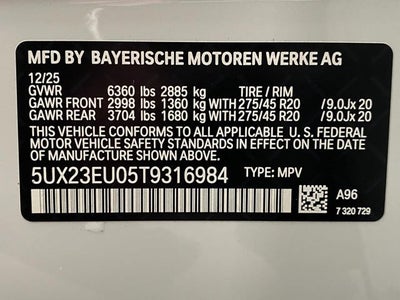 MFD BY BAYERISCHE MOTOREN WERKE AG
12/25
GVWR 6360 lbs 2885 kg TIRE / RIM
GAWR FRONT 2998 lbs 1360 kg WITH 275/45 R20 / 9.0Jx 20
GAWR REAR 3704 lbs 1680 kg WITH 275/45 R20 / 9.0Jx 20
THIS VEHICLE CONFORMS TO ALL APPLICABLE U. S. FEDERAL
MOTOR VEHICLE SAFETY STANDARDS IN EFFECT ON THE DATE
OF MANUFACTURE SHOWN ABOVE.
5UX23EU05T9316984 TYPE: MPV
A96
7 320 729